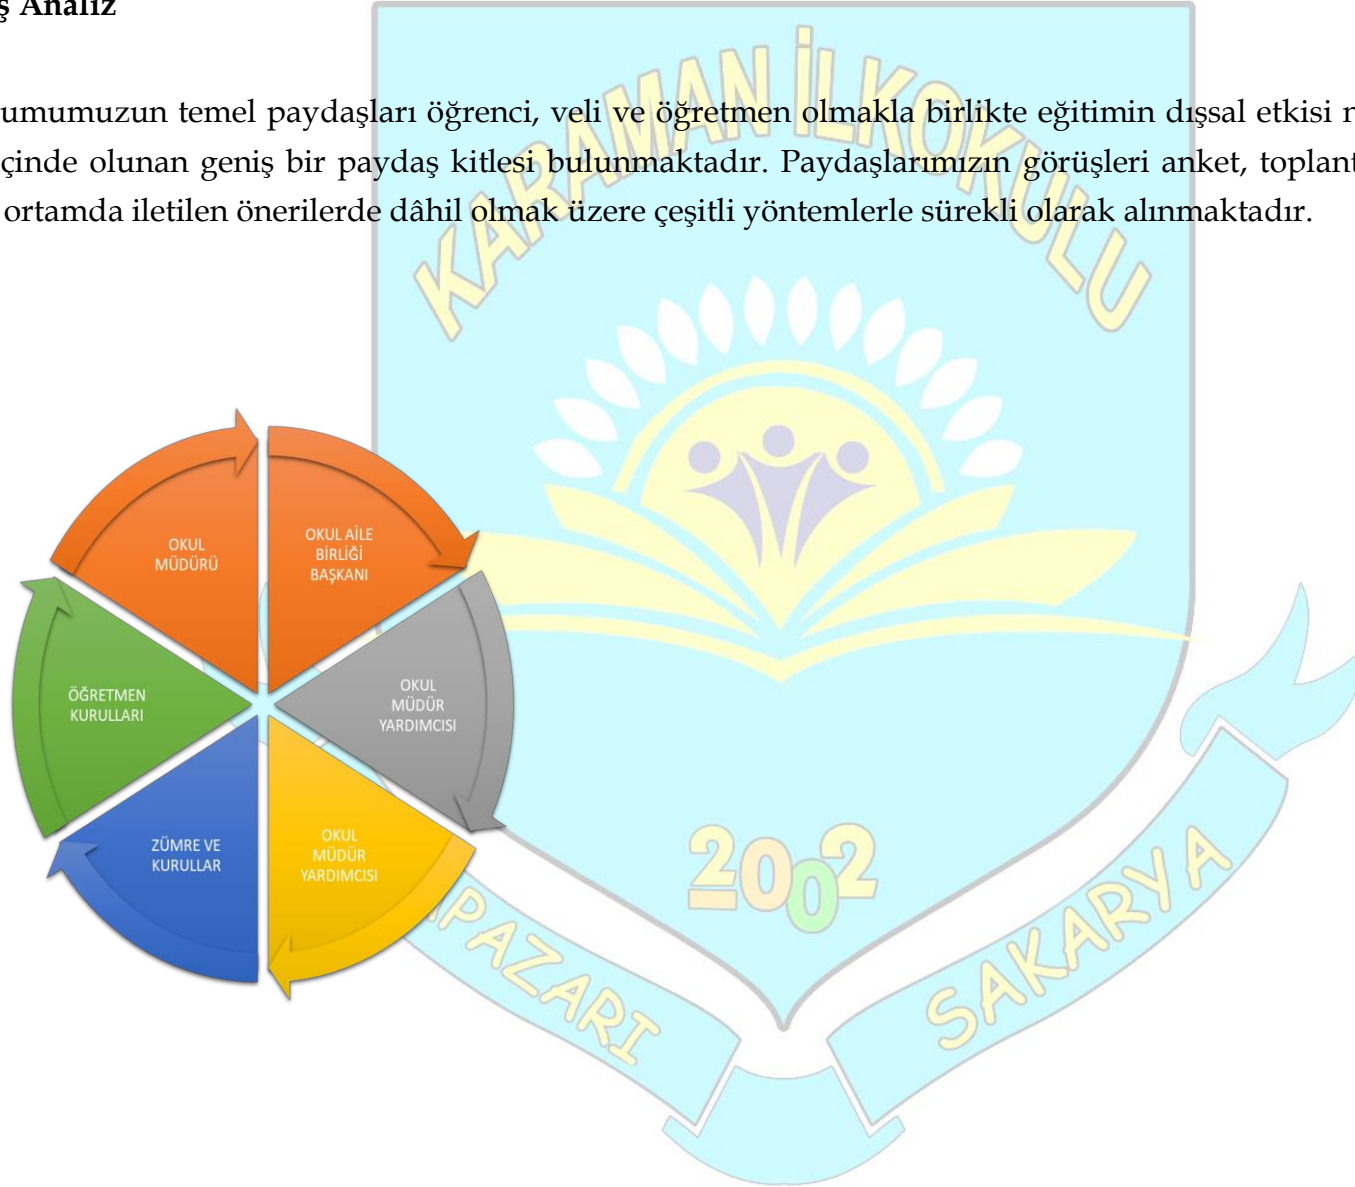 ş Analiz
umumuzun temel paydaşları öğrenci, veli ve öğretmen olmakla birlikte eğitimin dışsal etkisi
çinde olunan geniş bir paydaş kitlesi bulunmaktadır. Paydaşlarımızın görüşleri anket, toplant
ortamda iletilen önerilerde dâhil olmak üzere çeşitli yöntemlerle sürekli olarak alınmaktadır.
KARAMAN İLKOKULU
OKUL
MÜDÜRÜ
OKUL AİLE
BİRLİĞİ
BAŞKANI
OKUL
MÜDÜR
YARDIMCISI
OKUL
MÜDÜR
YARDIMCISI
ZÜMRE VE
KURULLAR
ÖĞRETMEN
KURULLARI
2002
APAZARI
SAKARYA